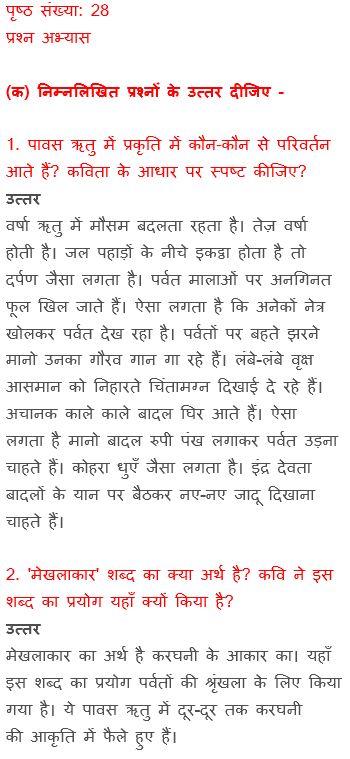 पृष्ठ संख्या: 28
प्रश्न अभ्यास
(क) निम्नलिखित प्रश्नों के उत्तर दीजिए -
1. पावस ऋतु में प्रकृति में कौन-कौन से परिवर्तन
आते हैं? कविता के आधार पर स्पष्ट कीजिए?
उत्तर
वर्षा ऋतु में मौसम बदलता रहता है। तेज़ वर्षा
होती है। जल पहाड़ों के नीचे इकट्ठा होता है तो
दर्पण जैसा लगता है। पर्वत मालाओं पर अनगिनत
फूल खिल जाते हैं। ऐसा लगता है कि अनेकों नेत्र
खोलकर पर्वत देख रहा है। पर्वतों पर बहते झरने
मानो उनका गौरव गान गा रहे हैं। लंबे-लंबे वृक्ष
आसमान को निहारते चिंतामग्न दिखाई दे रहे हैं।
अचानक काले काले बादल घिर आते हैं। ऐसा
लगता है मानो बादल रुपी पंख लगाकर पर्वत उड़ना
चाहते हैं। कोहरा धुएँ जैसा लगता है। इंद्र देवता
बादलों के यान पर बैठकर नए-नए जादू दिखाना
चाहते हैं।
2. 'मेखलाकार' शब्द का क्या अर्थ है? कवि ने इस
शब्द का प्रयोग यहाँ क्यों किया है?
उत्तर
मेखलाकार का अर्थ है करघनी के आकार का। यहाँ
इस शब्द का प्रयोग पर्वतों की श्रृंखला के लिए किया
गया है। ये पावस ऋतु में दूर-दूर तक करघनी
की आकृति में फैले हुए हैं।